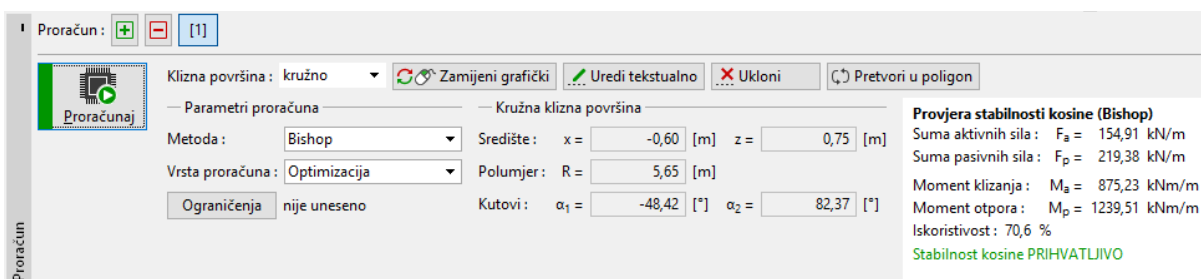 Proračun : [1]
Proračunaj
Klizna površina : kružno Zamijeni grafički Uredi tekstualno Ukloni Pretvori u poligon
Parametri proračuna
Metoda : Bishop
Vrsta proračuna : Optimizacija
Ograničenja nije uneseno
Kružna klizna površina
Središte : x = -0,60 [m] z = 0,75 [m]
Polumjer : R = 5,65 [m]
Kutovi : α1 = -48,42 [°] α2 = 82,37 [°]
Provjera stabilnosti kosine (Bishop)
Suma aktivnih sila : Fa = 154,91 kN/m
Suma pasivnih sila : Fp = 219,38 kN/m
Moment klizanja : Ma = 875,23 kNm/m
Moment otpora : Mp = 1239,51 kNm/m
Iskoristivost : 70,6 %
Stabilnost kosine PRIHVATLJIVO
Proračun